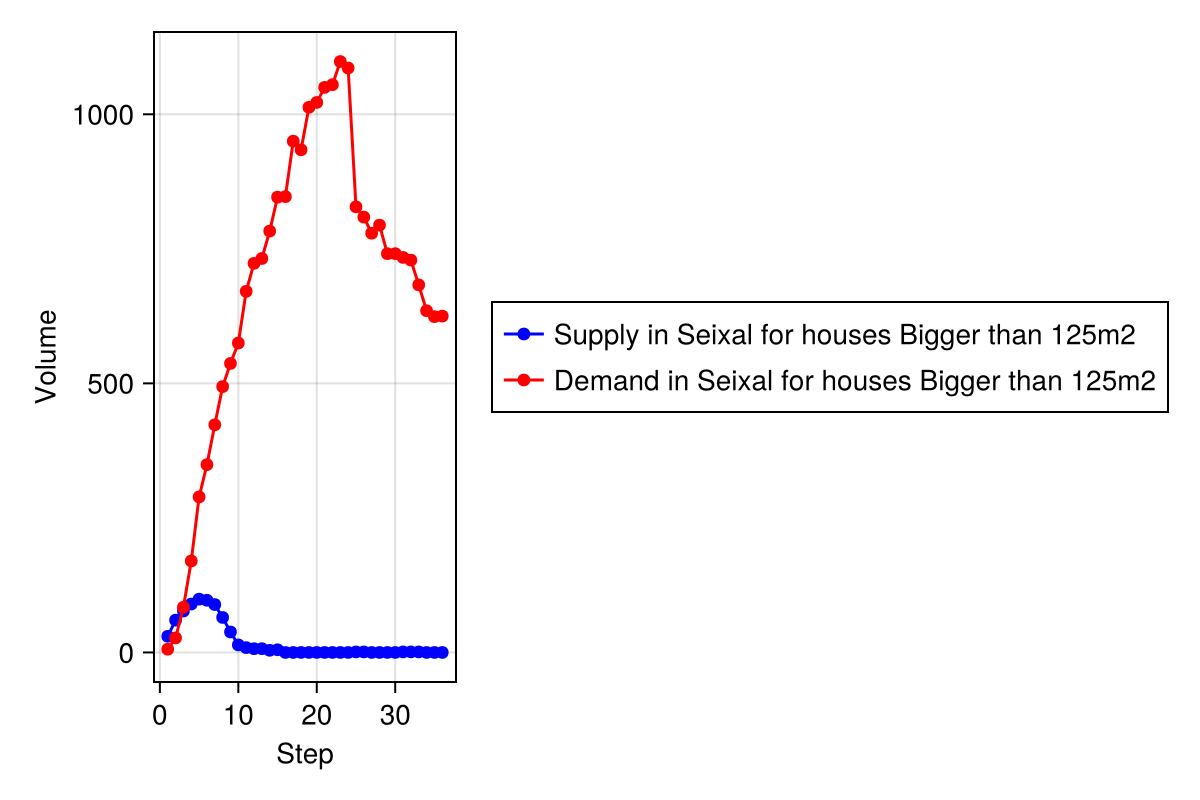 Volume
1000
500
0
0 10 20 30
Step
Supply in Seixal for houses Bigger than 125m2
Demand in Seixal for houses Bigger than 125m2